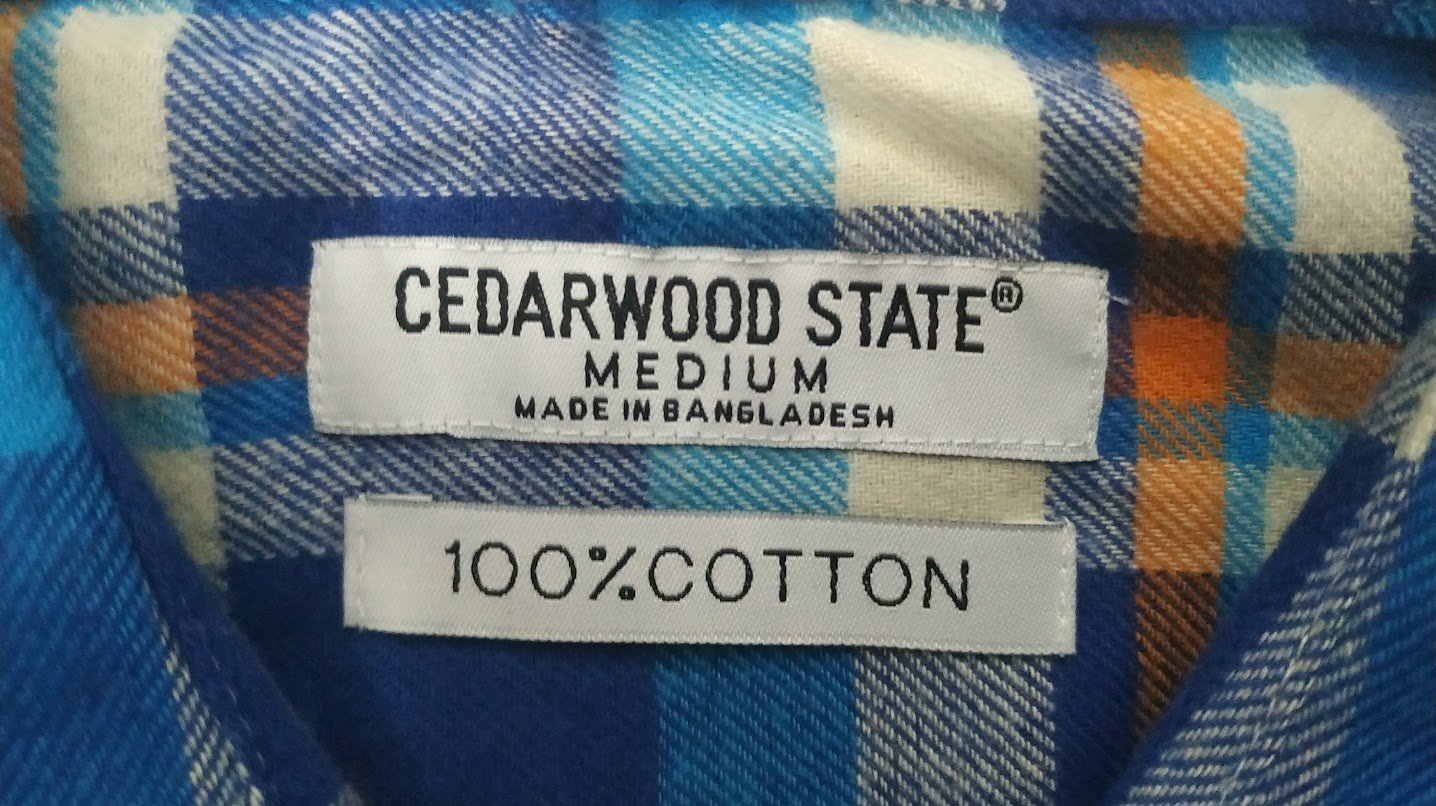 CEDARWOOD STATE®
MEDIUM
MADE IN BANGLADESH
100%COTTON